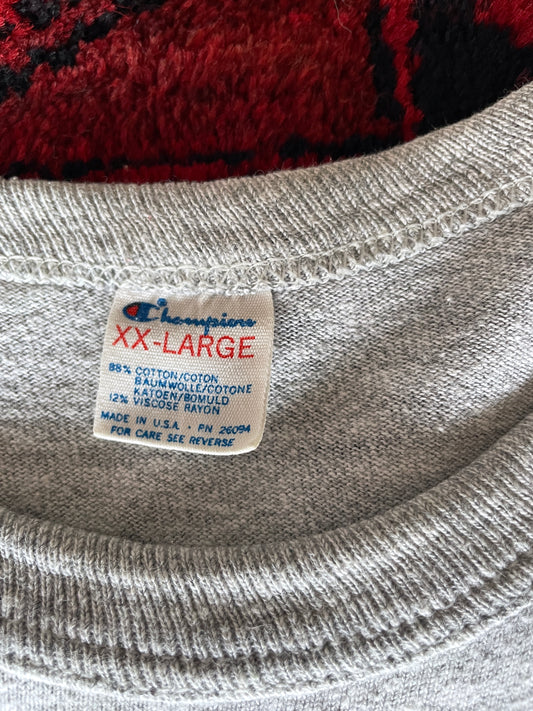 Champion
XX-LARGE
88% COTTON/COTON
BAUMWOLLE/COTONE
KATOEN/BOMULD
12% VISCOSE RAYON
MADE IN U.S.A. · PN 26094
FOR CARE SEE REVERSE